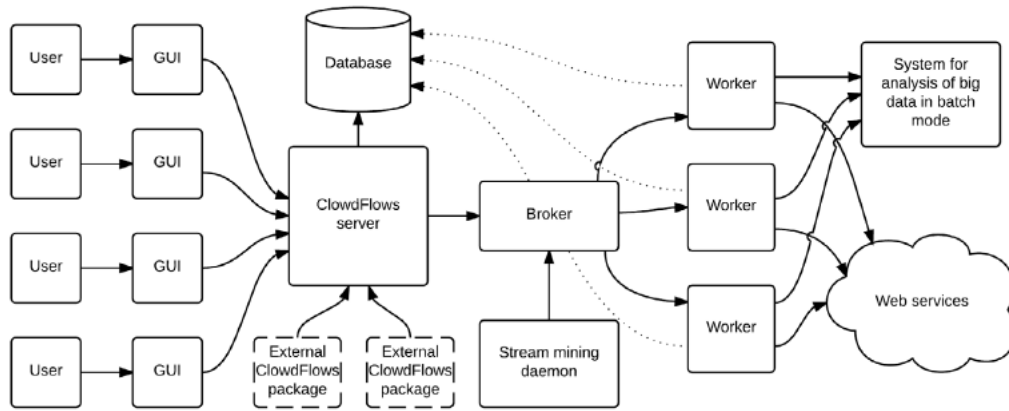 User
GUI
User
GUI
User
GUI
User
GUI
Database
ClowdFlows
server
External
ClowdFlows
package
External
ClowdFlows
package
Broker
Stream mining
daemon
Worker
Worker
Worker
System for
analysis of big
data in batch
mode
Web services